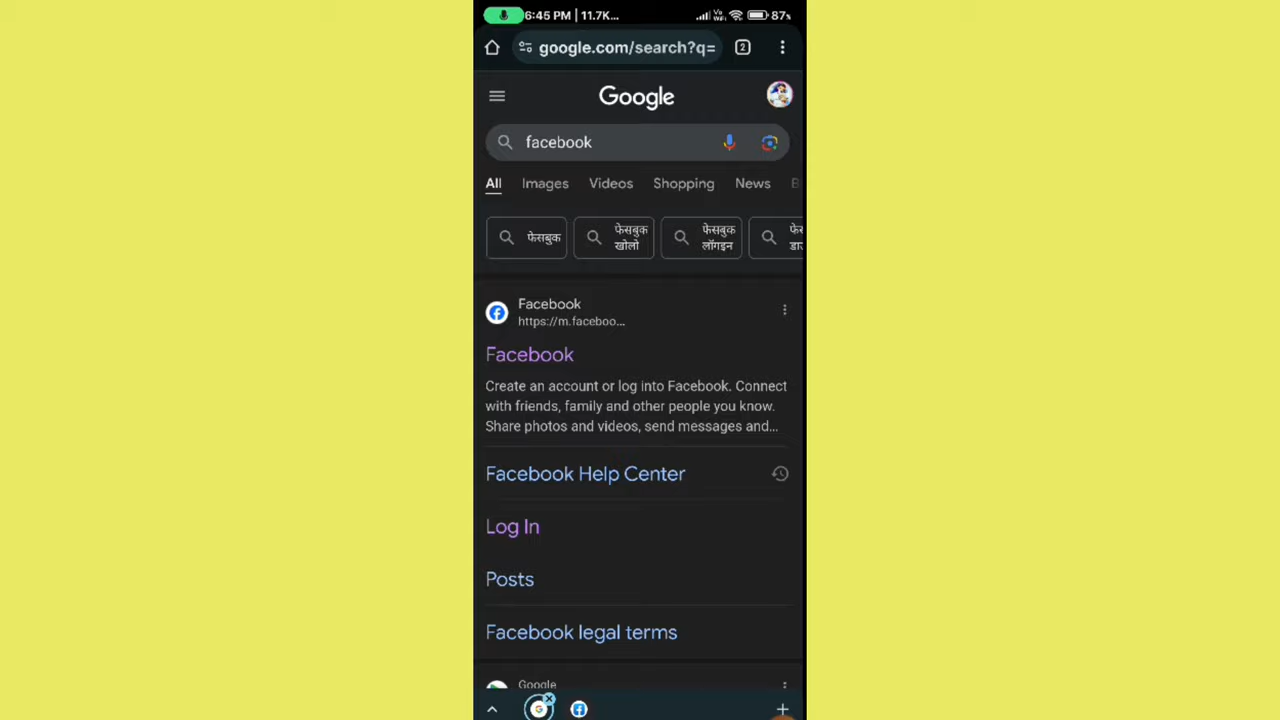 6:45 PM | 11.7K... 87%
google.com/search?q= 2
Google
facebook
All Images Videos Shopping News
फेसबुक
फेसबुक खोलो
फेसबुक लॉगइन
Facebook
https://m.faceboo...
Facebook
Create an account or log into Facebook. Connect
with friends, family and other people you know.
Share photos and videos, send messages and...
Facebook Help Center
Log In
Posts
Facebook legal terms
Google